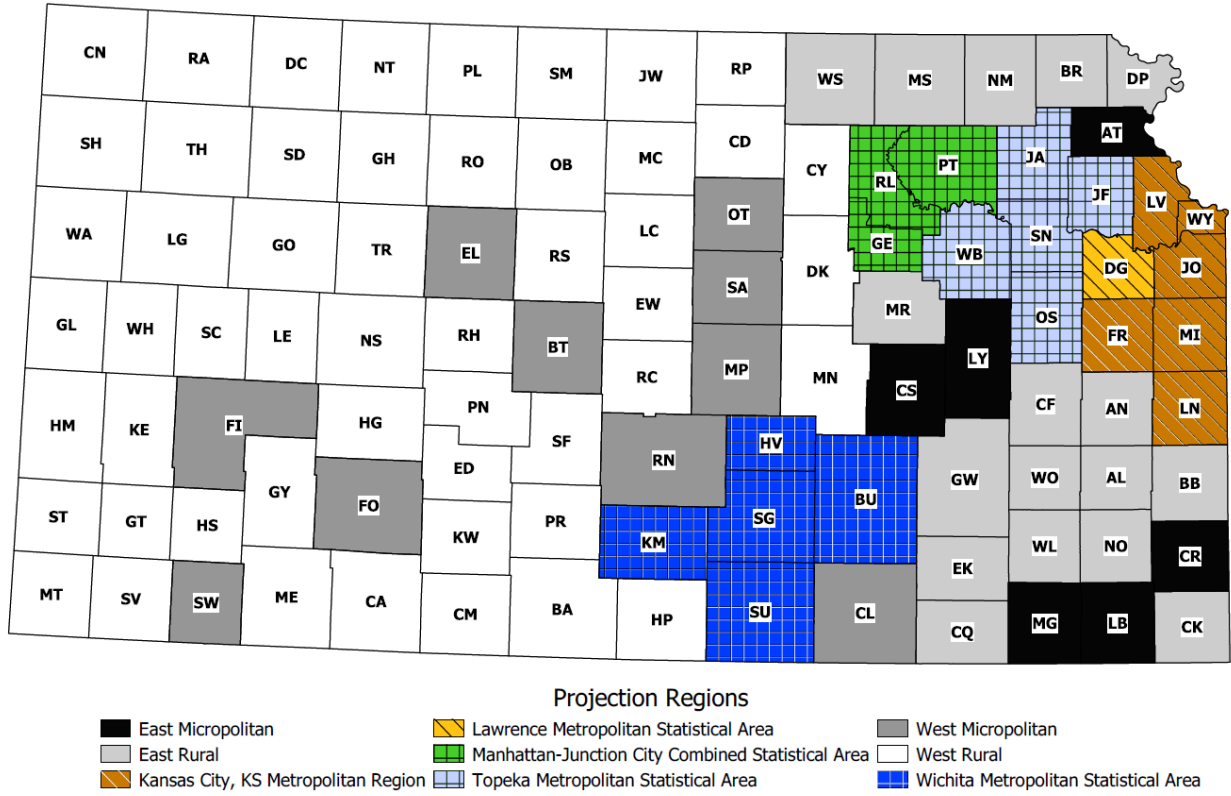 CN RA DC NT PL SM JW RP WS MS NM BR DP
SH TH SD GH RO OB MC CD CY RL PT JA AT
JF LV WY
WA LG GO TR EL RS LC OT DK GE WB SN DG JO
SA
GL WH SC LE NS RH BT EW MR OS FR MI
RC MP MN CS LY
HM KE FI HG PN SF CF AN LN
ED RN HV
ST GT HS GY FO KW PR KM SG BU GW WO AL BB
WL NO CR
MT SV SW ME CA CM BA HP SU CL EK
CQ MG LB CK
Projection Regions
East Micropolitan Lawrence Metropolitan Statistical Area West Micropolitan
East Rural Manhattan-Junction City Combined Statistical Area West Rural
Kansas City, KS Metropolitan Region Topeka Metropolitan Statistical Area Wichita Metropolitan Statistical Area